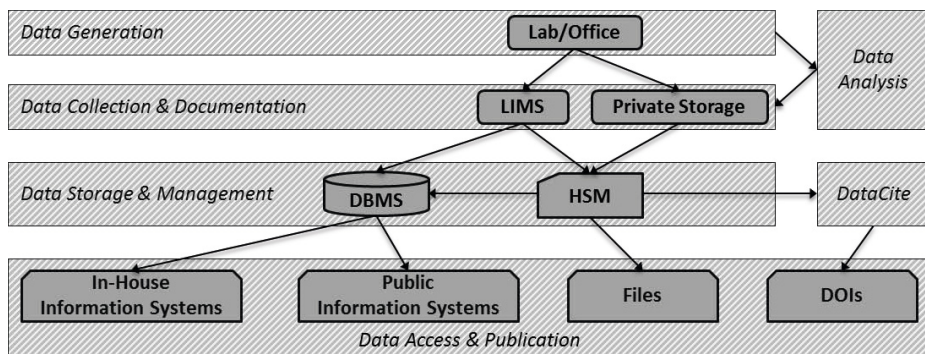 Data Generation
Lab/Office
Data
Analysis
Data Collection & Documentation
LIMS
Private Storage
Data Storage & Management
DBMS
HSM
DataCite
In-House
Information Systems
Public
Information Systems
Files
DOIs
Data Access & Publication